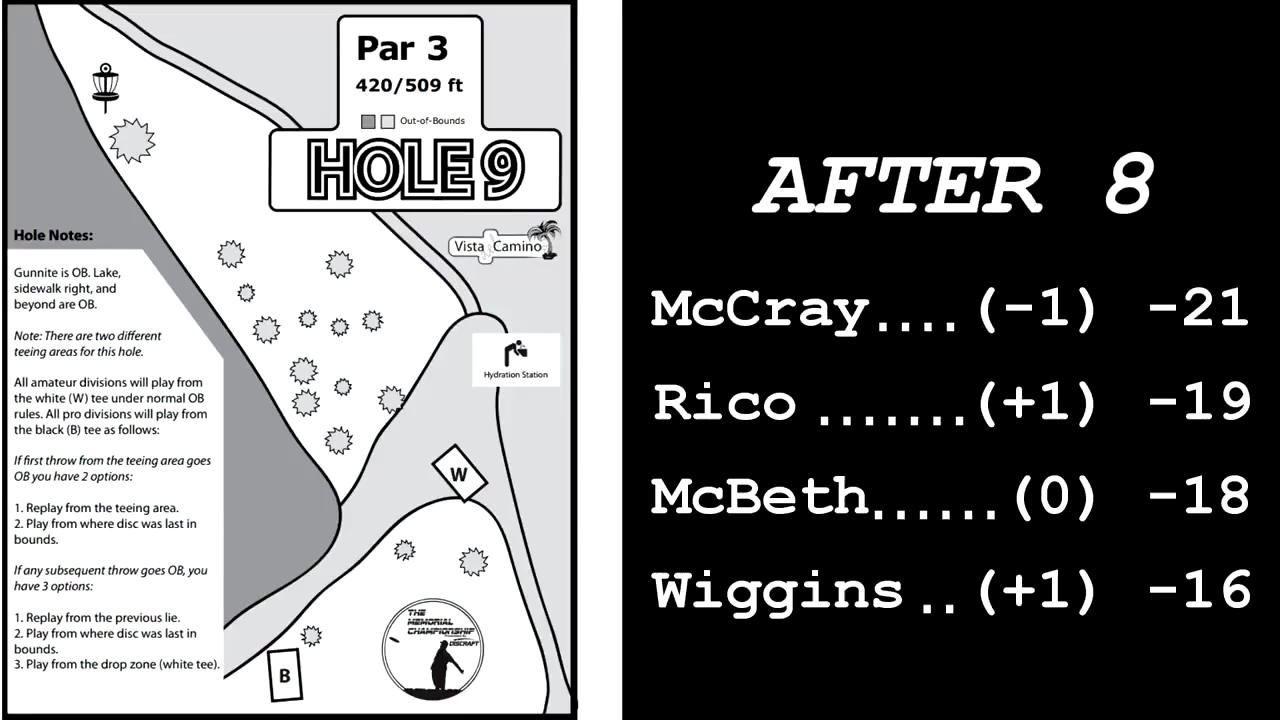 Par 3
420/509 ft
Out-of-Bounds
HOLE 9
Vista Camino
Hydration Station
Hole Notes:
Gunnite is OB. Lake,
sidewalk right, and
beyond are OB.
Note: There are two different
teeing areas for this hole.
All amateur divisions will play from
the white (W) tee under normal OB
rules. All pro divisions will play from
the black (B) tee as follows:
If first throw from the teeing area goes
OB you have 2 options:
1. Replay from the teeing area.
2. Play from where disc was last in
bounds.
If any subsequent throw goes OB, you
have 3 options:
1. Replay from the previous lie.
2. Play from where disc was last in
bounds.
3. Play from the drop zone (white tee).
W
B
THE
MEMORIAL
CHAMPIONSHIP
DISCRAFT
AFTER 8
McCray....(-1) -21
Rico .......(+1) -19
McBeth......(0) -18
Wiggins ..(+1) -16